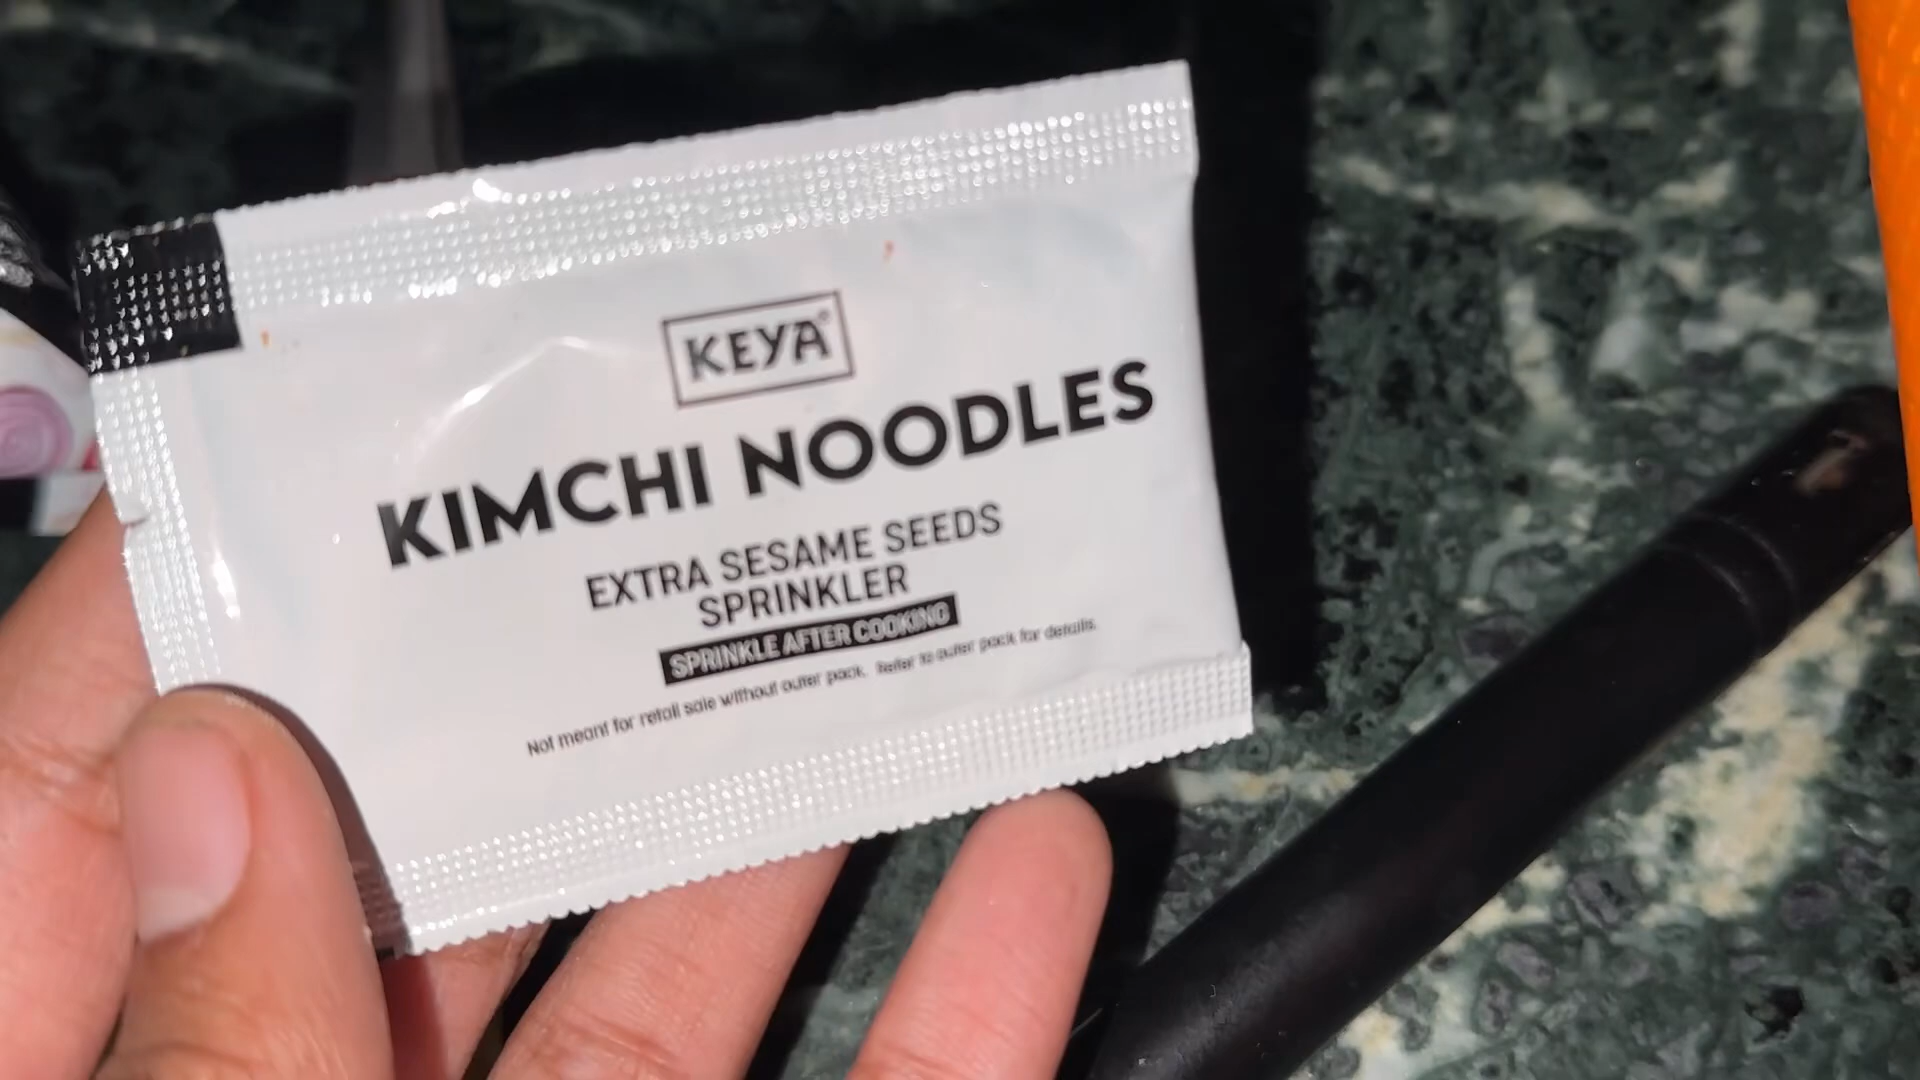 KEYA®
KIMCHI NOODLES
EXTRA SESAME SEEDS
SPRINKLER
SPRINKLE AFTER COOKING
Not meant for retail sale without outer pack. Refer to outer pack for details.